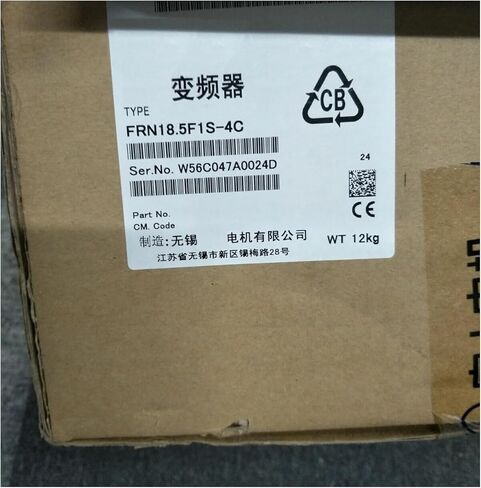 变频器
TYPE
FRN18.5F1S-4C
Ser.No. W56C047A0024D
CB
24
Part No.
CM. Code
CE
制造:无锡 电机有限公司 WT 12kg
江苏省无锡市新区锡梅路28号